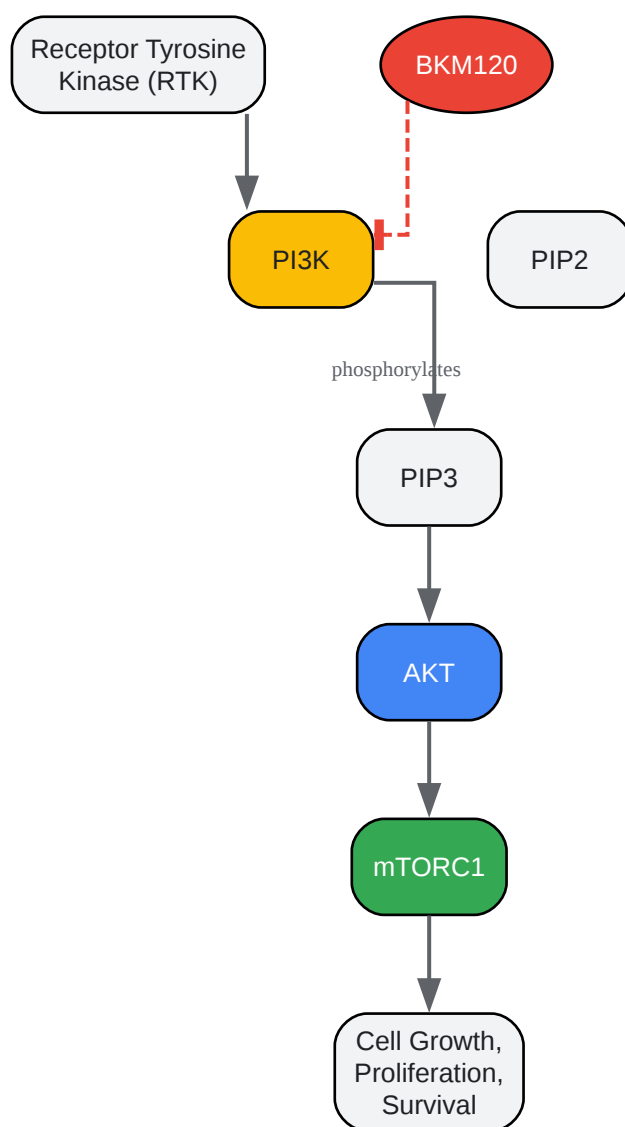 Receptor Tyrosine
Kinase (RTK)
BKM120
PI3K
PIP2
phosphorylates
PIP3
AKT
mTORC1
Cell Growth,
Proliferation,
Survival